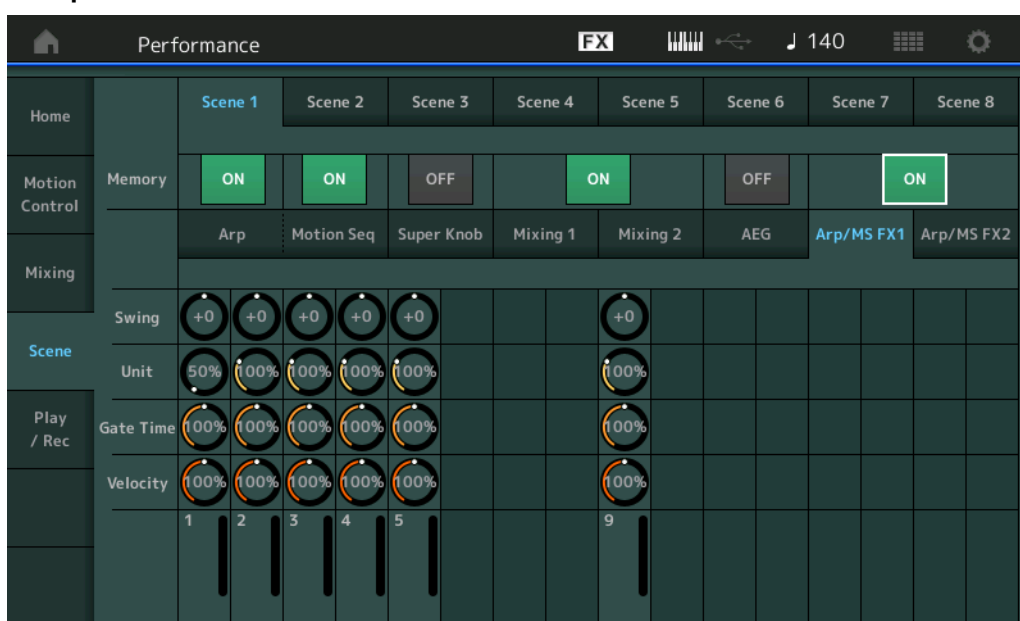 Performance FX 140
Scene 1 Scene 2 Scene 3 Scene 4 Scene 5 Scene 6 Scene 7 Scene 8
Home
Memory ON ON OFF ON OFF ON
Motion
Control
Arp Motion Seq Super Knob Mixing 1 Mixing 2 AEG Arp/MS FX1 Arp/MS FX2
Mixing
Swing +0 +0 +0 +0 +0 +0
Scene
Unit 50% 100% 100% 100% 100% 100%
Play
/ Rec
Gate Time 100% 100% 100% 100% 100% 100%
Velocity 100% 100% 100% 100% 100% 100%
1 2 3 4 5 9